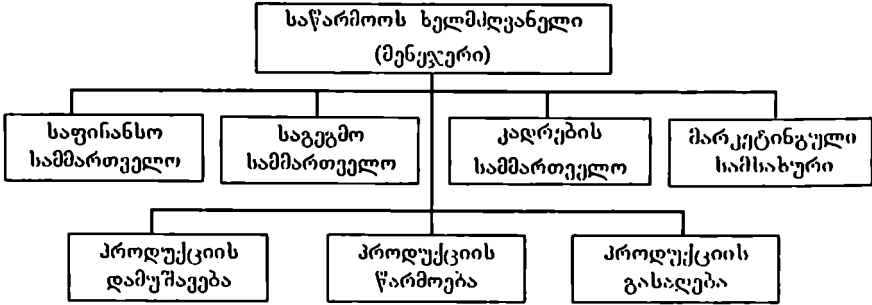 საწარმოოს ხელმძღვანელი
(მენეჯერი)
საფინანსო
სამმართველო
საგეგმო
სამმართველო
კადრების
სამმართველო
მარკეტინგული
სამსახური
პროდუქციის
დამუშავება
პროდუქციის
წარმოება
პროდუქციის
გასაღება